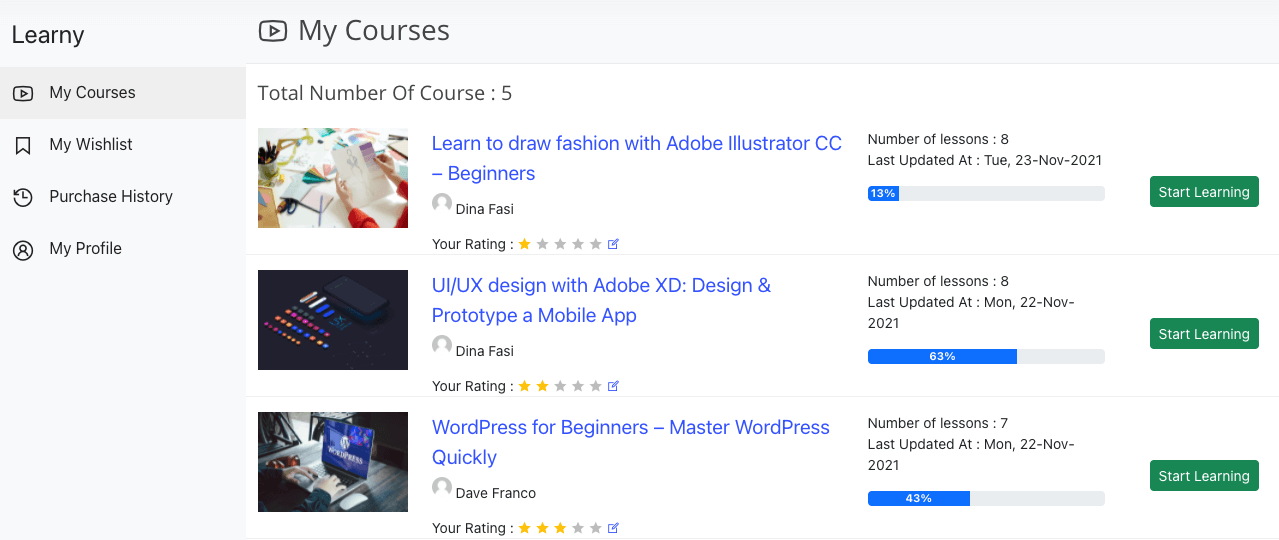 Learny
My Courses
My Wishlist
Purchase History
My Profile
My Courses
Total Number Of Course : 5
Learn to draw fashion with Adobe Illustrator CC
– Beginners
Dina Fasi
Your Rating :
Number of lessons : 8
Last Updated At : Tue, 23-Nov-2021
13%
Start Learning
UI/UX design with Adobe XD: Design &
Prototype a Mobile App
Dina Fasi
Your Rating :
Number of lessons : 8
Last Updated At : Mon, 22-Nov-
2021
63%
Start Learning
WORDPRESS
WordPress for Beginners – Master WordPress
Quickly
Dave Franco
Your Rating :
Number of lessons : 7
Last Updated At : Mon, 22-Nov-
2021
43%
Start Learning